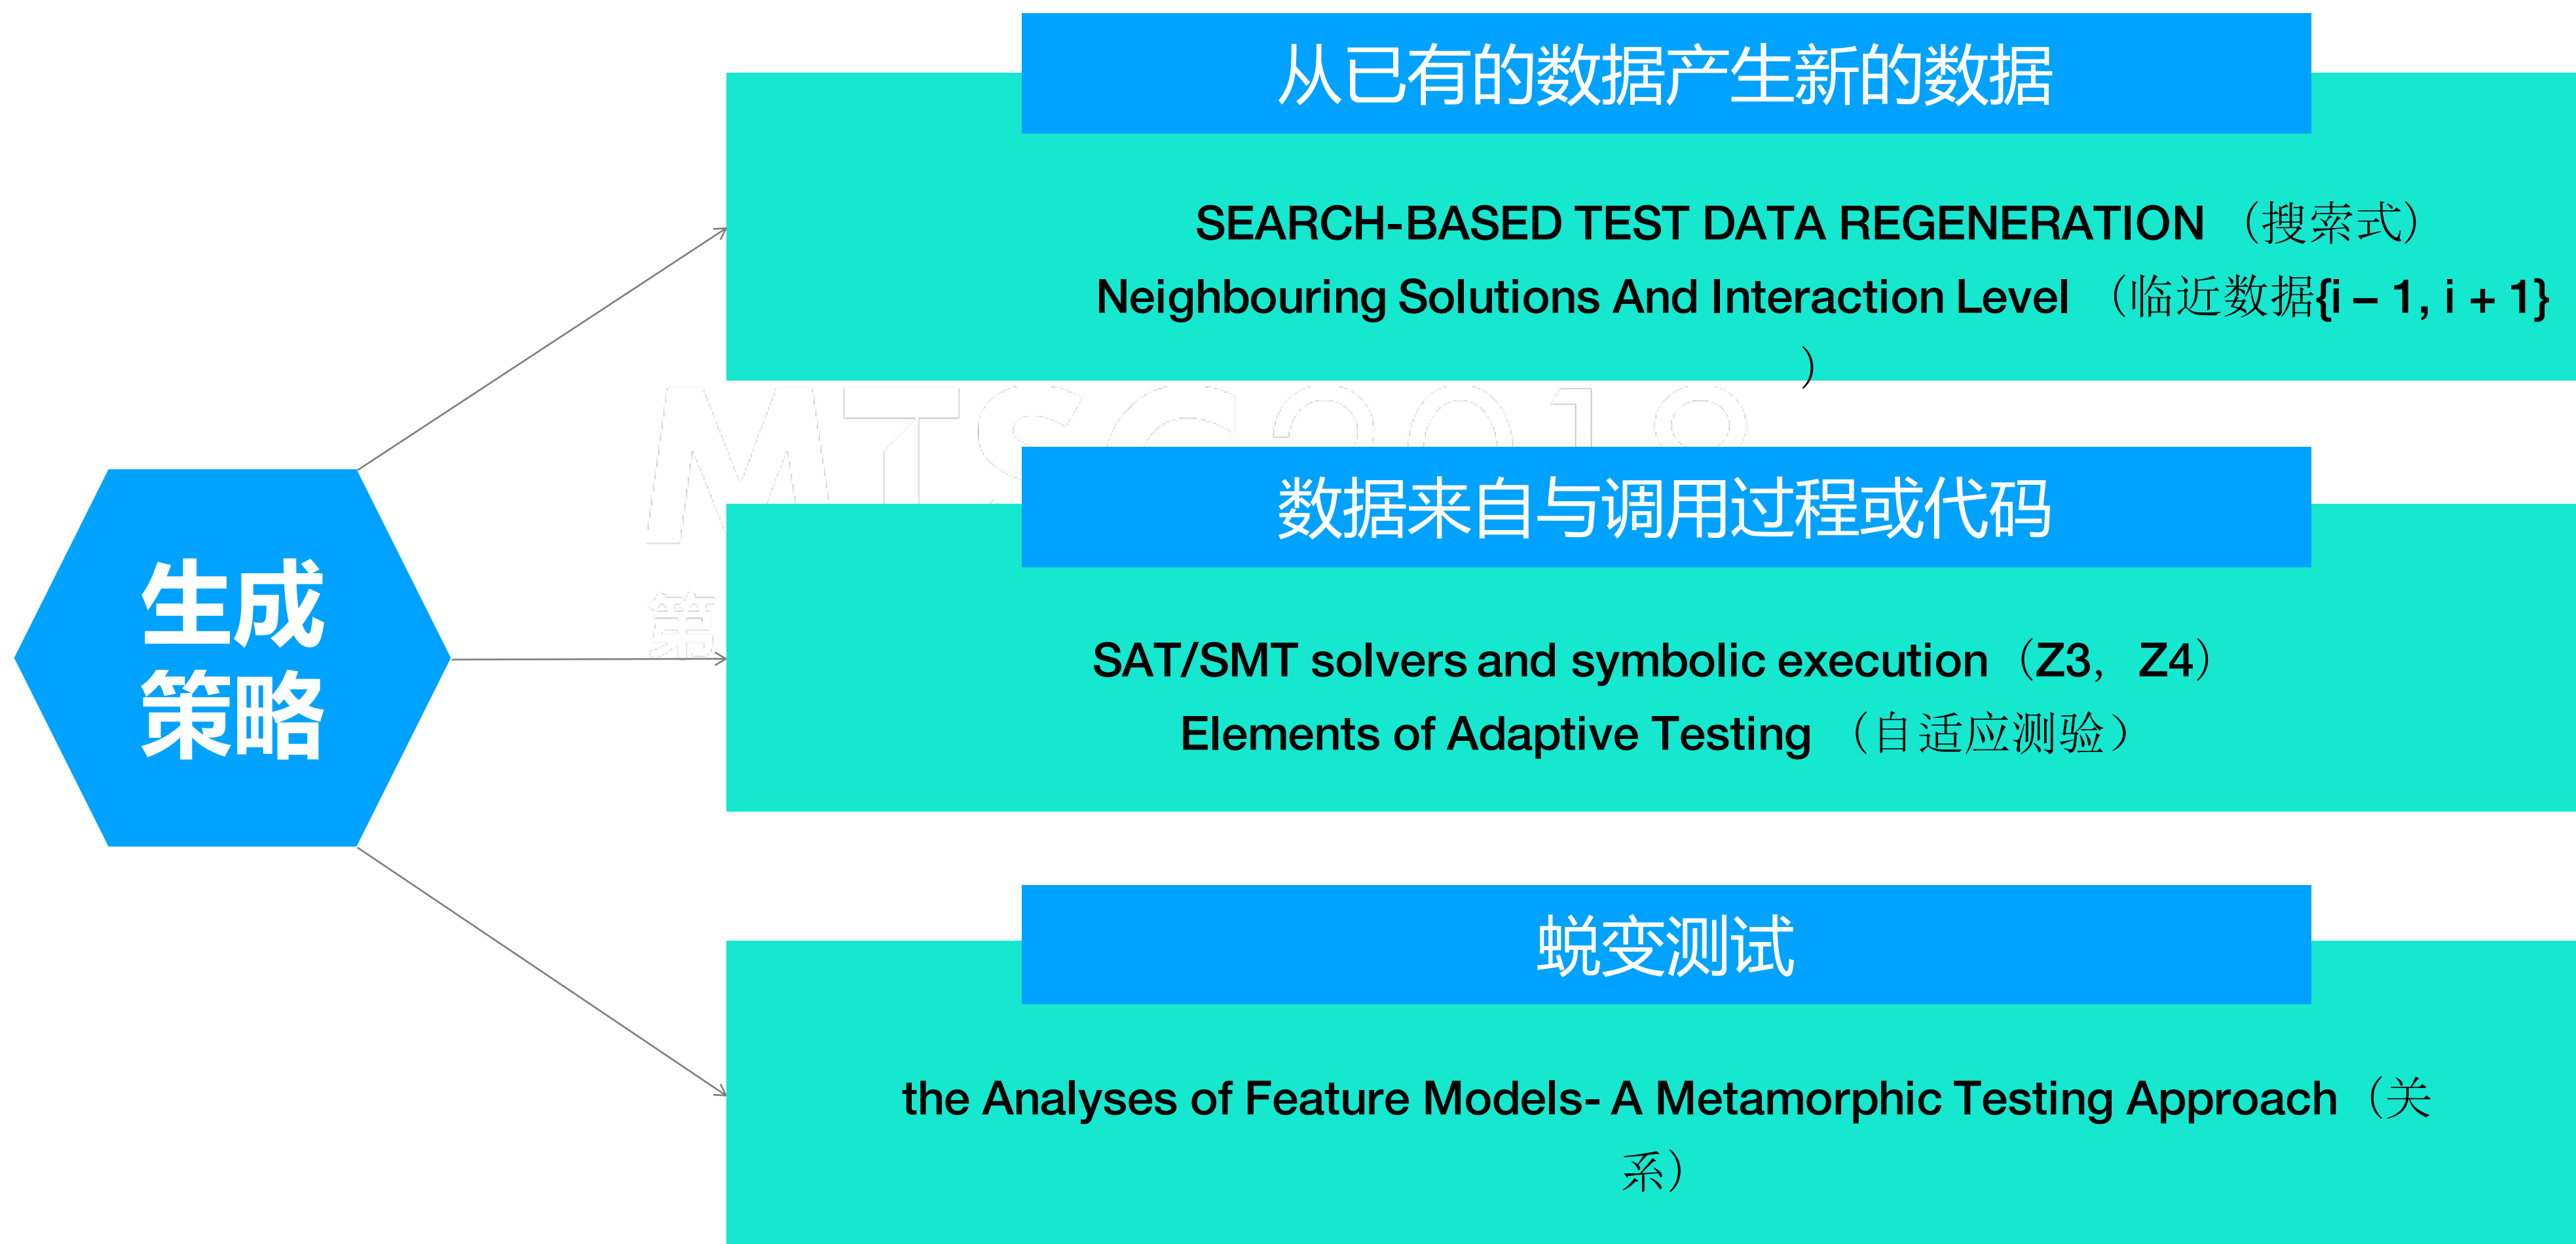 从已有的数据产生新的数据
SEARCH-BASED TEST DATA REGENERATION （搜索式）
Neighbouring Solutions And Interaction Level （临近数据{i – 1, i + 1}
）
MTSC2018
数据来自与调用过程或代码
第
生成
策略
SAT/SMT solvers and symbolic execution（Z3，Z4）
Elements of Adaptive Testing （自适应测验）
蜕变测试
the Analyses of Feature Models- A Metamorphic Testing Approach（关
系）